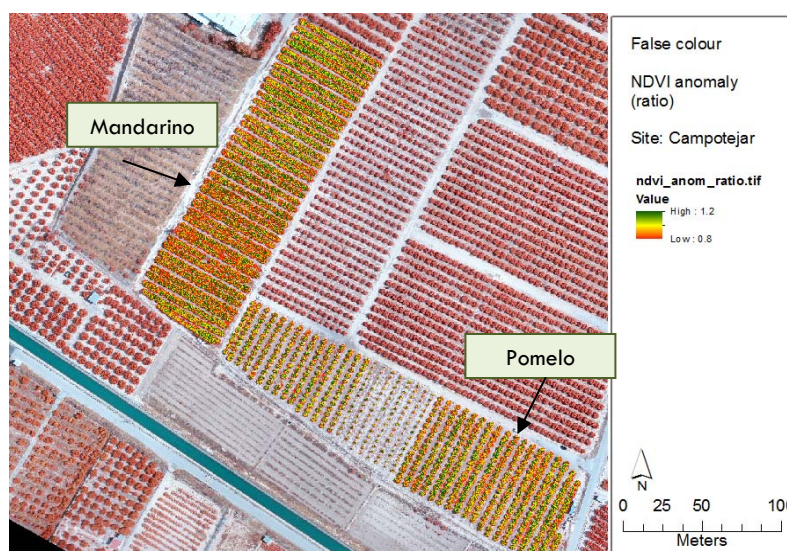 Mandarino
Pomelo
False colour
NDVI anomaly
(ratio)
Site: Campotejar
ndvi_anom_ratio.tif
Value
High : 1.2
Low : 0.8
N
0 25 50 100
Meters